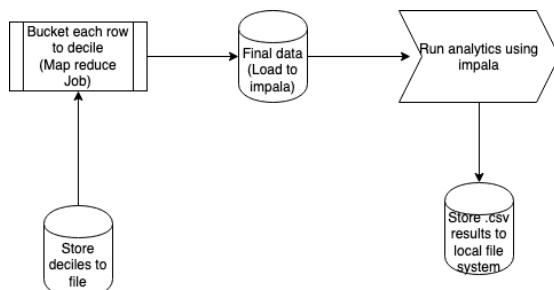 Bucket each row
to decile
(Map reduce
Job)
Final data
(Load to
impala)
Run analytics using
impala
Store
deciles to
file
Store .csv
results to
local file
system